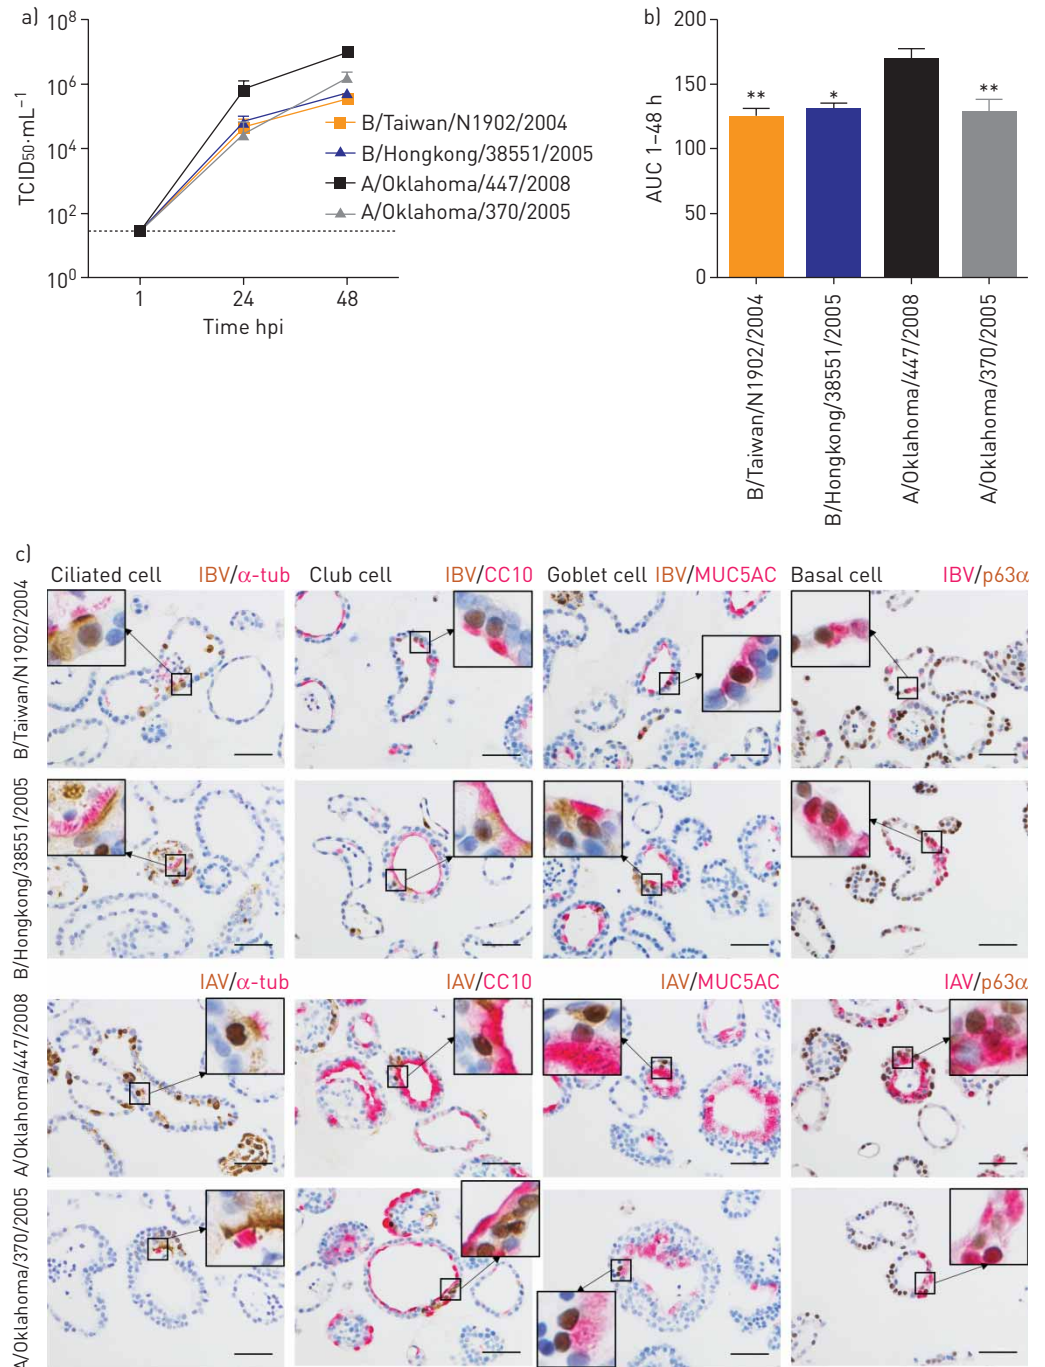 a)
10⁸
10⁶
10⁴
10²
10⁰
TCID₅₀·mL⁻¹
1
24
48
Time hpi
B/Taiwan/N1902/2004
B/Hongkong/38551/2005
A/Oklahoma/447/2008
A/Oklahoma/370/2005
b)
200
150
100
50
0
AUC 1–48 h
**
*
**
B/Taiwan/N1902/2004
B/Hongkong/38551/2005
A/Oklahoma/447/2008
A/Oklahoma/370/2005
c)
Ciliated cell IBV/α-tub
Club cell IBV/CC10
Goblet cell IBV/MUC5AC
Basal cell IBV/p63α
B/Taiwan/N1902/2004
B/Hongkong/38551/2005
IAV/α-tub
IAV/CC10
IAV/MUC5AC
IAV/p63α
A/Oklahoma/447/2008
A/Oklahoma/370/2005